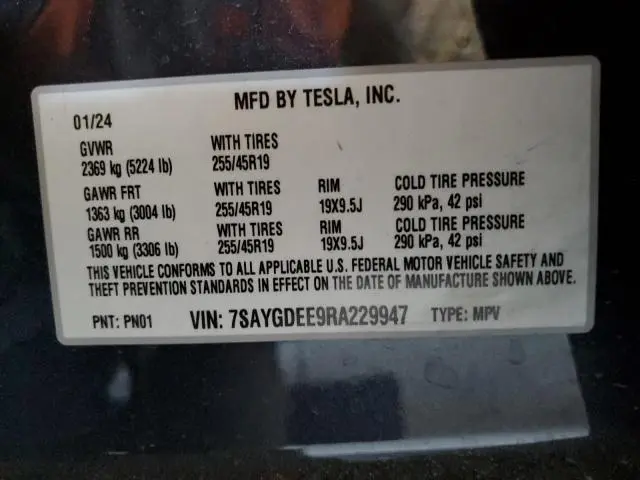 MFD BY TESLA, INC.
01/24
GVWR WITH TIRES
2369 kg (5224 lb) 255/45R19
GAWR FRT WITH TIRES RIM COLD TIRE PRESSURE
1363 kg (3004 lb) 255/45R19 19X9.5J 290 kPa, 42 psi
GAWR RR WITH TIRES RIM COLD TIRE PRESSURE
1500 kg (3306 lb) 255/45R19 19X9.5J 290 kPa, 42 psi
THIS VEHICLE CONFORMS TO ALL APPLICABLE U.S. FEDERAL MOTOR VEHICLE SAFETY AND
THEFT PREVENTION STANDARDS IN EFFECT ON THE DATE OF MANUFACTURE SHOWN ABOVE.
PNT: PN01 VIN: 7SAYGDEE9RA229947 TYPE: MPV